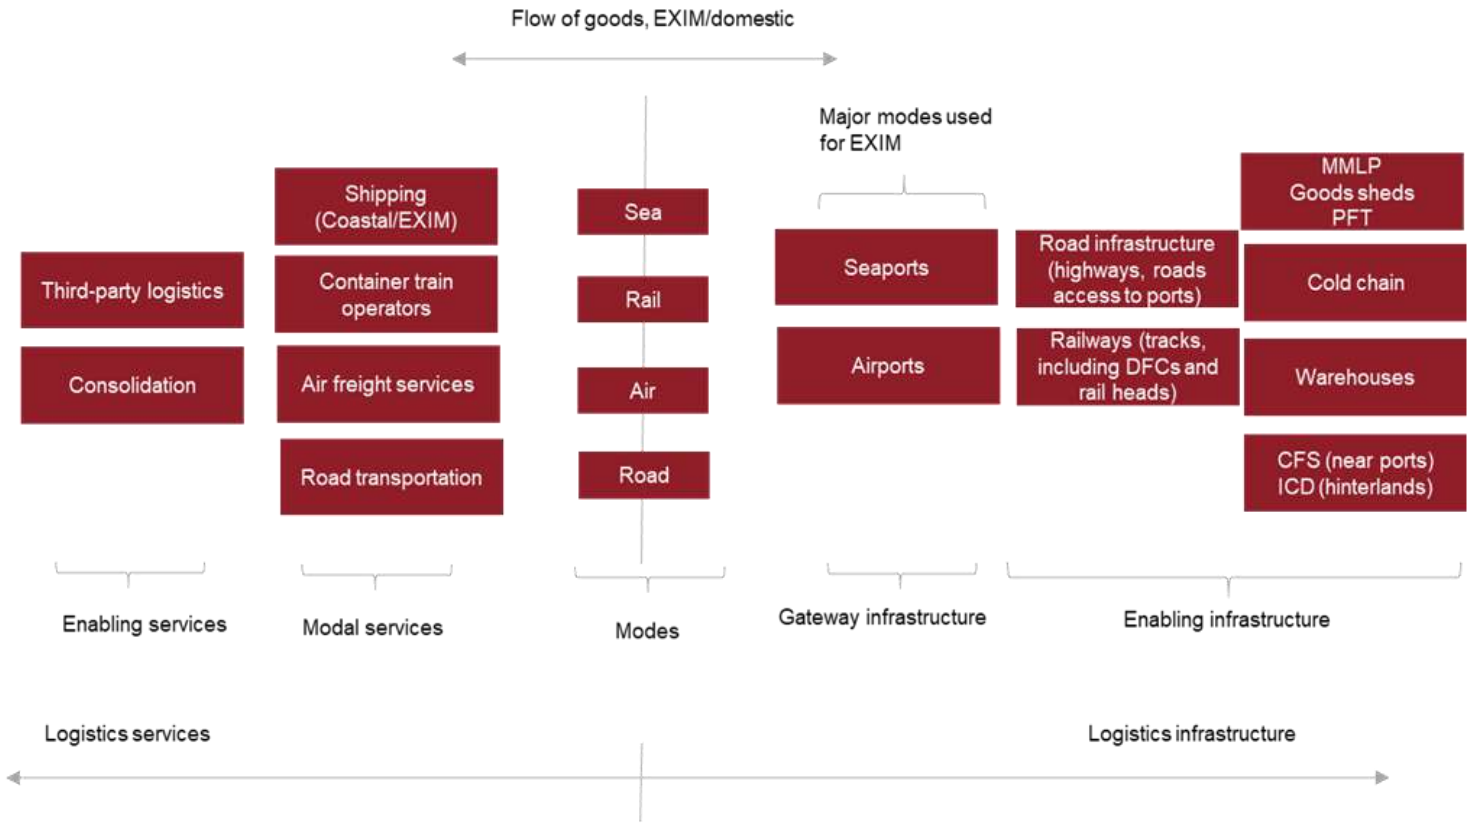 Flow of goods, EXIM/domestic
Major modes used
for EXIM
Third-party logistics
Consolidation
Shipping
(Coastal/EXIM)
Container train
operators
Air freight services
Road transportation
Sea
Rail
Air
Road
Seaports
Airports
Road infrastructure
(highways, roads
access to ports)
Railways (tracks,
including DFCs and
rail heads)
MMLP
Goods sheds
PFT
Cold chain
Warehouses
CFS (near ports)
ICD (hinterlands)
Enabling services
Modal services
Modes
Gateway infrastructure
Enabling infrastructure
Logistics services
Logistics infrastructure